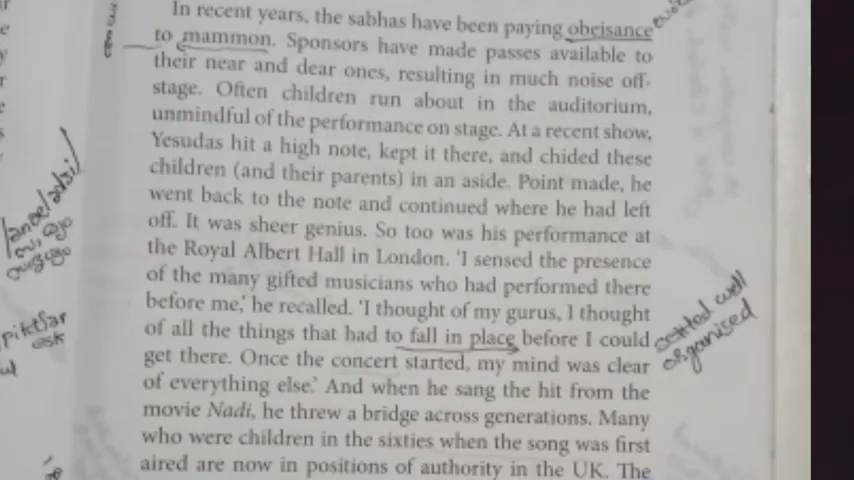 In recent years, the sabhas have been paying obeisance
to mammon. Sponsors have made passes available to
their near and dear ones, resulting in much noise off-
stage. Often children run about in the auditorium,
unmindful of the performance on stage. At a recent show,
Yesudas hit a high note, kept it there, and chided these
children (and their parents) in an aside. Point made, he
went back to the note and continued where he had left
off. It was sheer genius. So too was his performance at
the Royal Albert Hall in London. 'I sensed the presence
of the many gifted musicians who had performed there
before me,' he recalled. 'I thought of my gurus, I thought
of all the things that had to fall in place before I could
get there. Once the concert started, my mind was clear
of everything else.' And when he sang the hit from the
movie Nadi, he threw a bridge across generations. Many
who were children in the sixties when the song was first
aired are now in positions of authority in the UK. The
settled well
organised